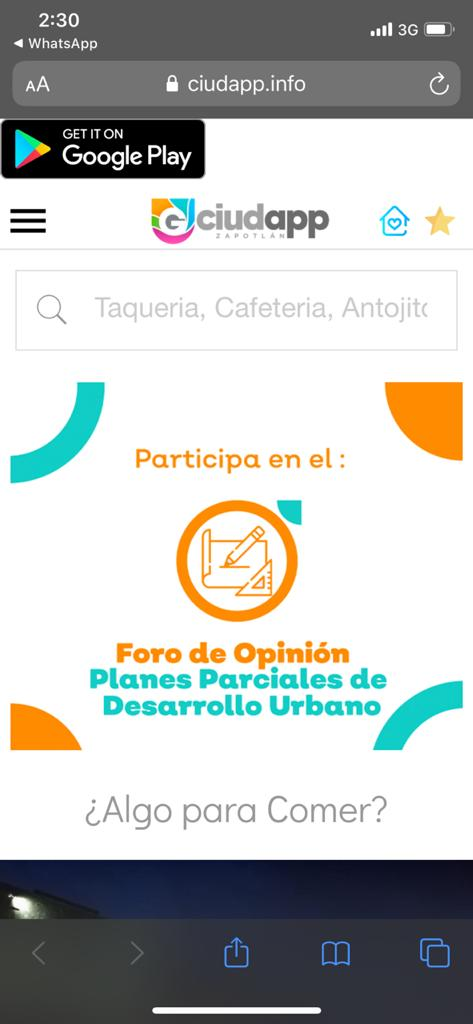 2:30
3G
◀ WhatsApp
AA
ciudapp.info
GET IT ON
Google Play
G ciudapp
ZAPOTLÁN
Taqueria, Cafeteria, Antojito
Participa en el :
Foro de Opinión
Planes Parciales de
Desarrollo Urbano
¿Algo para Comer?